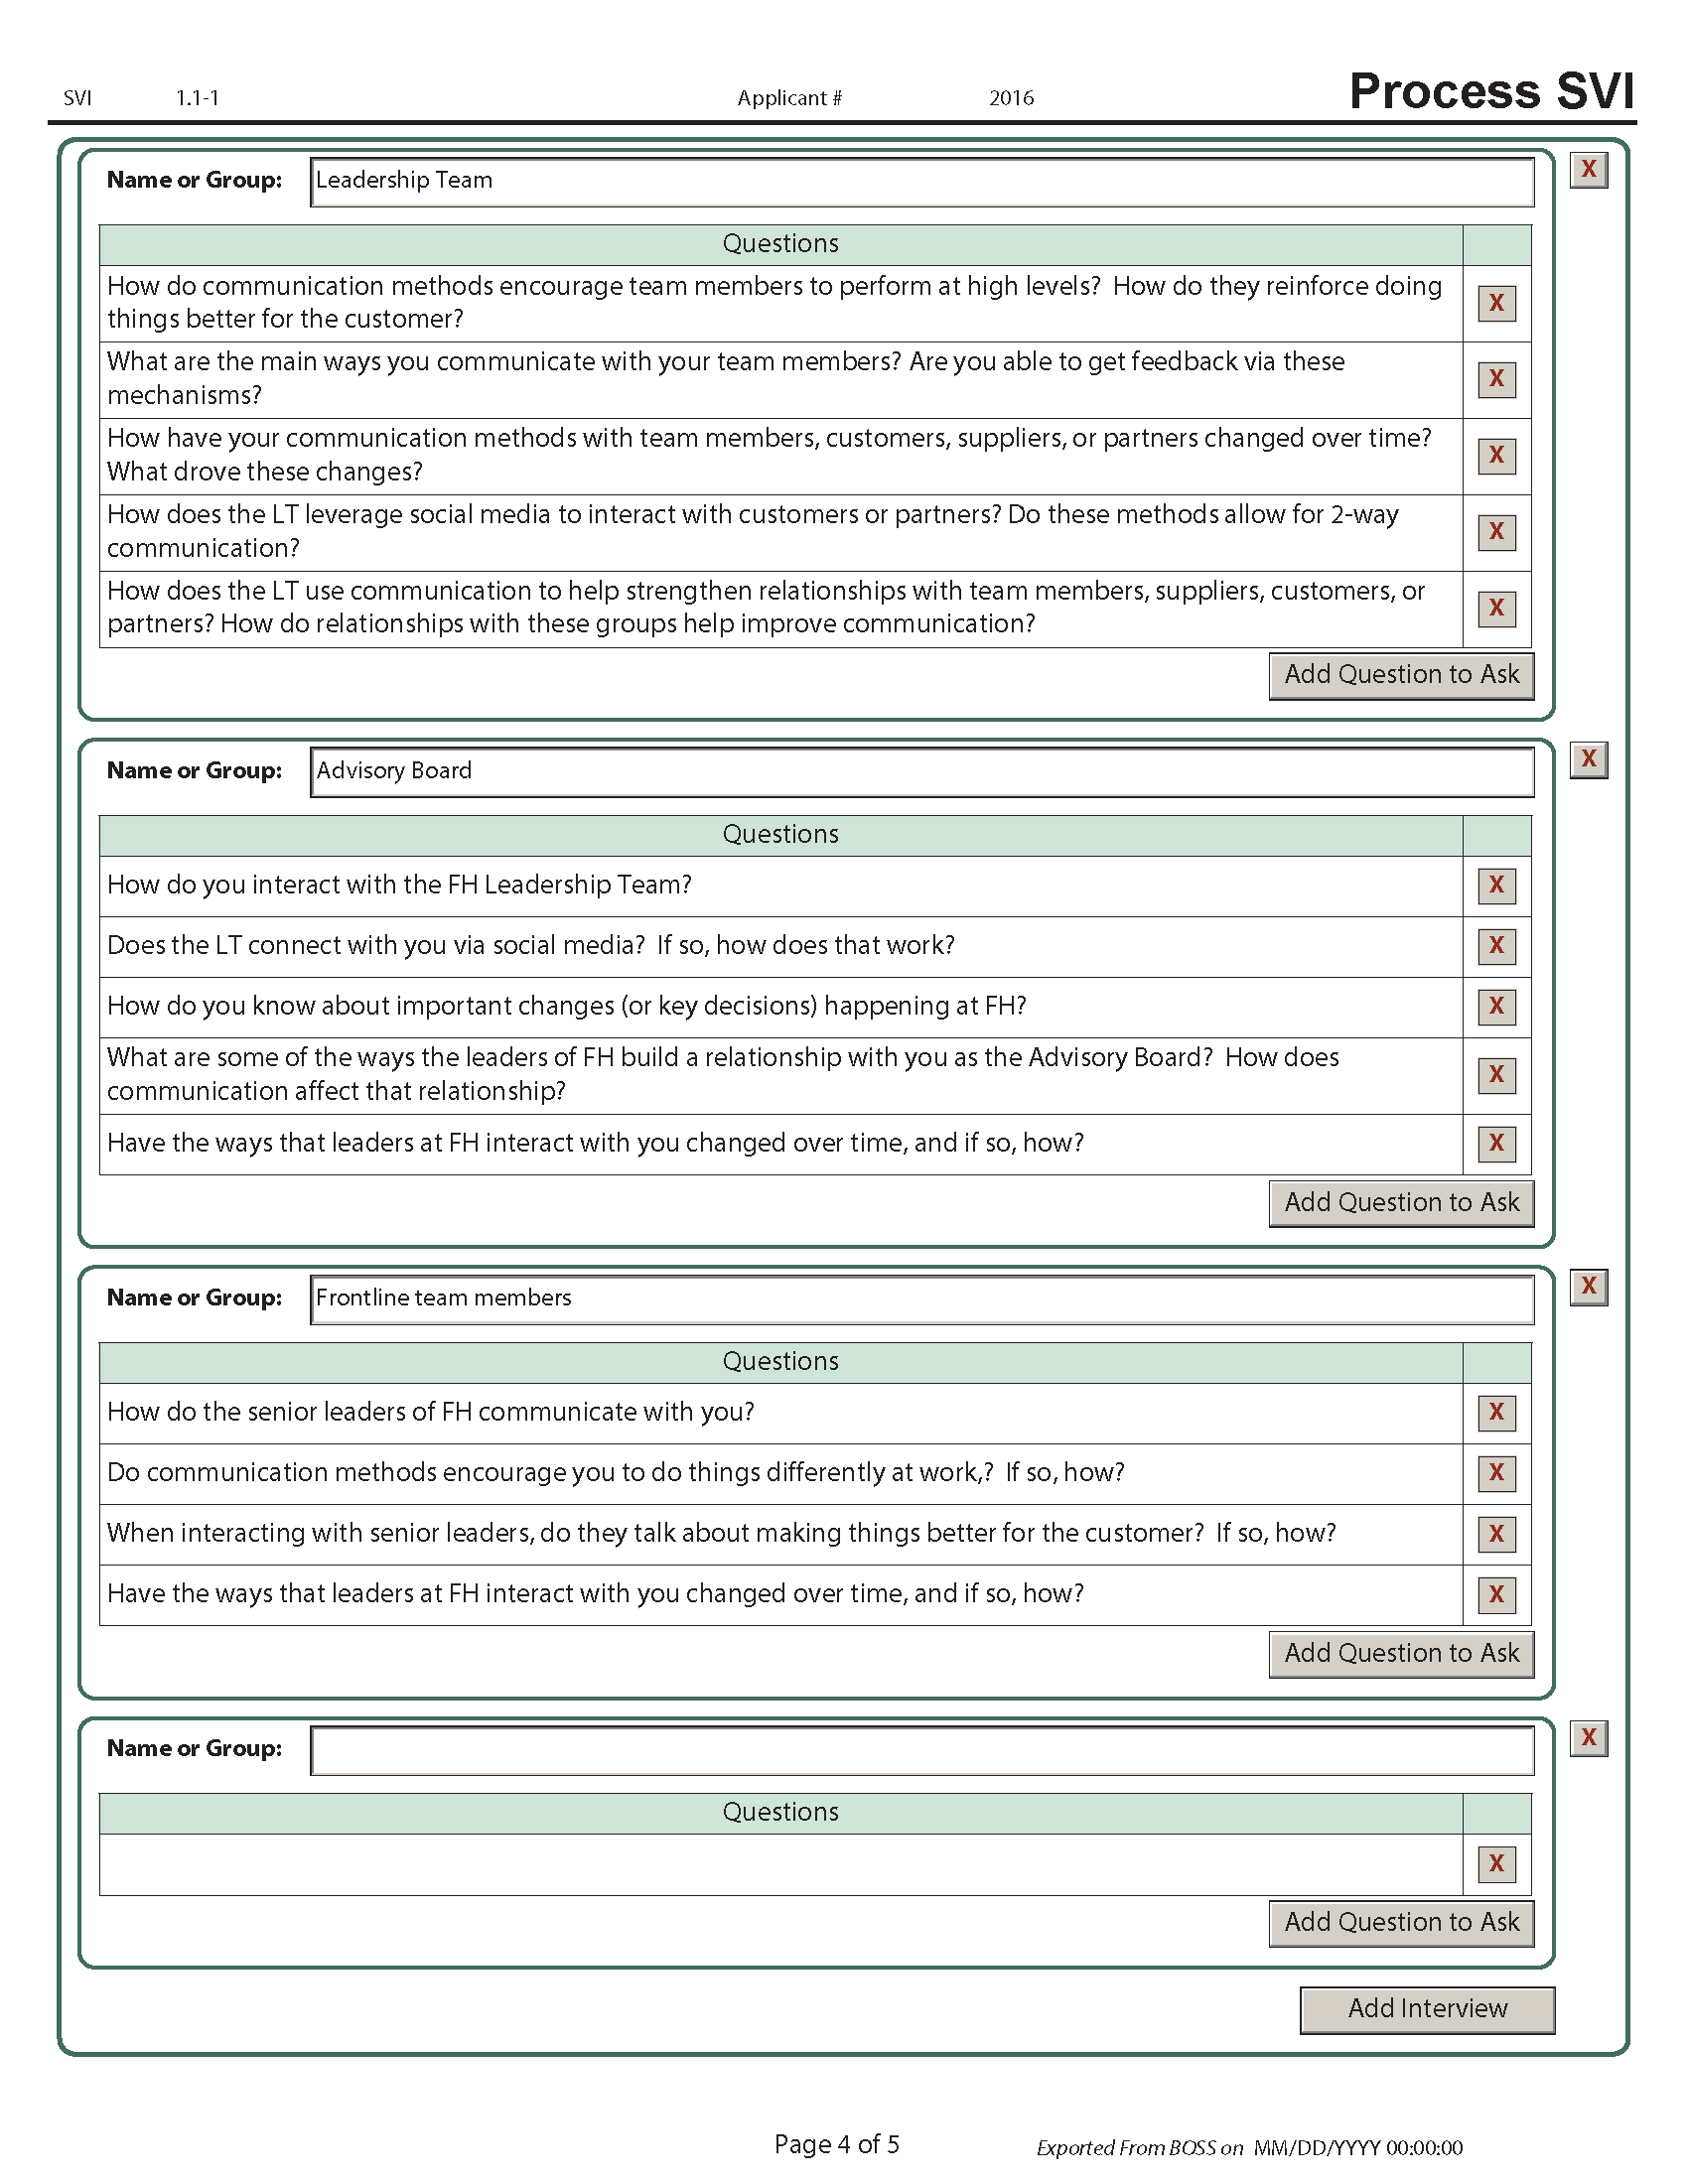 SVI 1.1-1 Applicant # 2016 Process SVI
Name or Group: Leadership Team X
Questions
How do communication methods encourage team members to perform at high levels?  How do they reinforce doing
things better for the customer?
X
What are the main ways you communicate with your team members? Are you able to get feedback via these
mechanisms?
X
How have your communication methods with team members, customers, suppliers, or partners changed over time?
What drove these changes?
X
How does the LT leverage social media to interact with customers or partners? Do these methods allow for 2-way
communication?
X
How does the LT use communication to help strengthen relationships with team members, suppliers, customers, or
partners? How do relationships with these groups help improve communication?
X
Add Question to Ask
Name or Group: Advisory Board X
Questions
How do you interact with the FH Leadership Team? X
Does the LT connect with you via social media?  If so, how does that work? X
How do you know about important changes (or key decisions) happening at FH? X
What are some of the ways the leaders of FH build a relationship with you as the Advisory Board?  How does
communication affect that relationship?
X
Have the ways that leaders at FH interact with you changed over time, and if so, how? X
Add Question to Ask
Name or Group: Frontline team members X
Questions
How do the senior leaders of FH communicate with you? X
Do communication methods encourage you to do things differently at work,?  If so, how? X
When interacting with senior leaders, do they talk about making things better for the customer?  If so, how? X
Have the ways that leaders at FH interact with you changed over time, and if so, how? X
Add Question to Ask
Name or Group: X
Questions
X
Add Question to Ask
Add Interview
Page 4 of 5 Exported From BOSS on MM/DD/YYYY 00:00:00